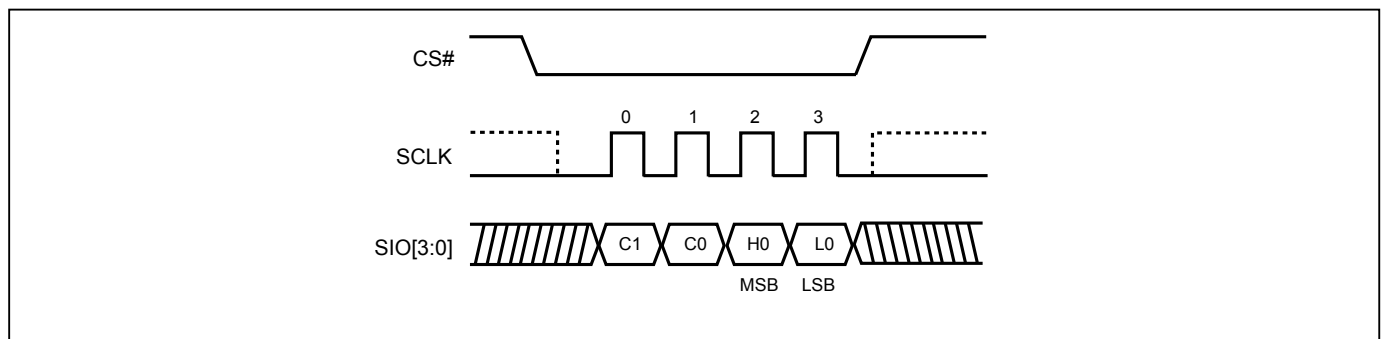 CS#
0 1 2 3
SCLK
SIO[3:0] C1 C0 H0 L0
MSB LSB